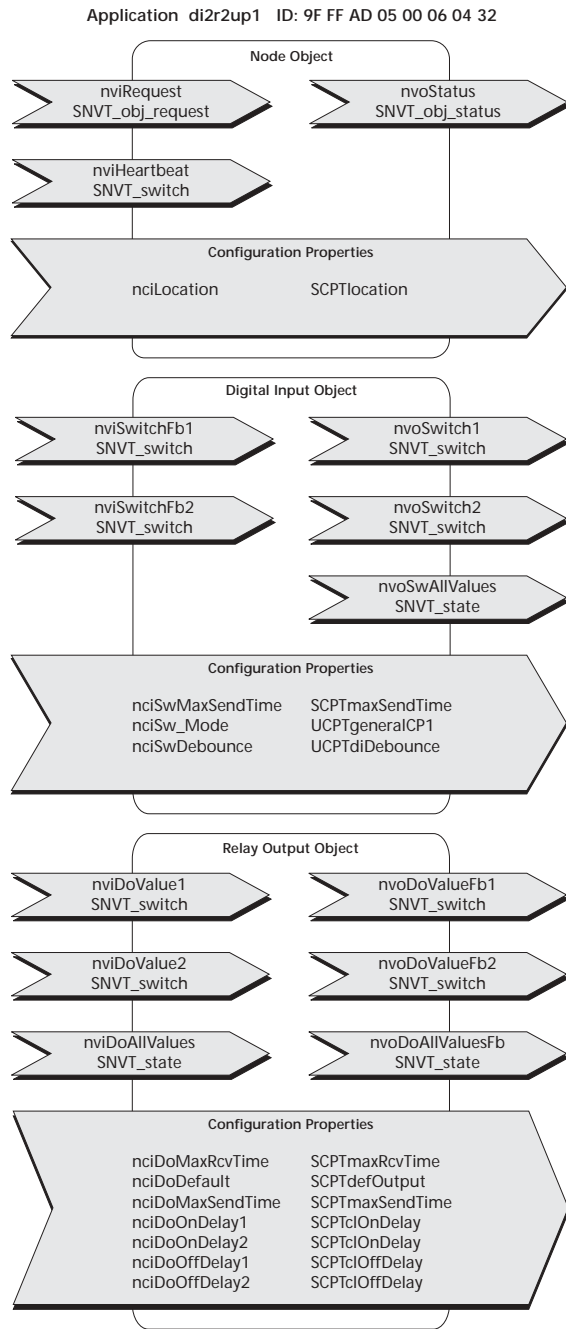 Application di2r2up1 ID: 9F FF AD 05 00 06 04 32
Node Object
nviRequest
SNVT_obj_request
nvoStatus
SNVT_obj_status
nviHeartbeat
SNVT_switch
Configuration Properties
nciLocation SCPTlocation
Digital Input Object
nviSwitchFb1
SNVT_switch
nvoSwitch1
SNVT_switch
nviSwitchFb2
SNVT_switch
nvoSwitch2
SNVT_switch
nvoSwAllValues
SNVT_state
Configuration Properties
nciSwMaxSendTime SCPTmaxSendTime
nciSw_Mode UCPTgeneralCP1
nciSwDebounce UCPTdiDebounce
Relay Output Object
nviDoValue1
SNVT_switch
nvoDoValueFb1
SNVT_switch
nviDoValue2
SNVT_switch
nvoDoValueFb2
SNVT_switch
nviDoAllValues
SNVT_state
nvoDoAllValuesFb
SNVT_state
Configuration Properties
nciDoMaxRcvTime SCPTmaxRcvTime
nciDoDefault SCPTdefOutput
nciDoMaxSendTime SCPTmaxSendTime
nciDoOnDelay1 SCPTclOnDelay
nciDoOnDelay2 SCPTclOnDelay
nciDoOffDelay1 SCPTclOffDelay
nciDoOffDelay2 SCPTclOffDelay